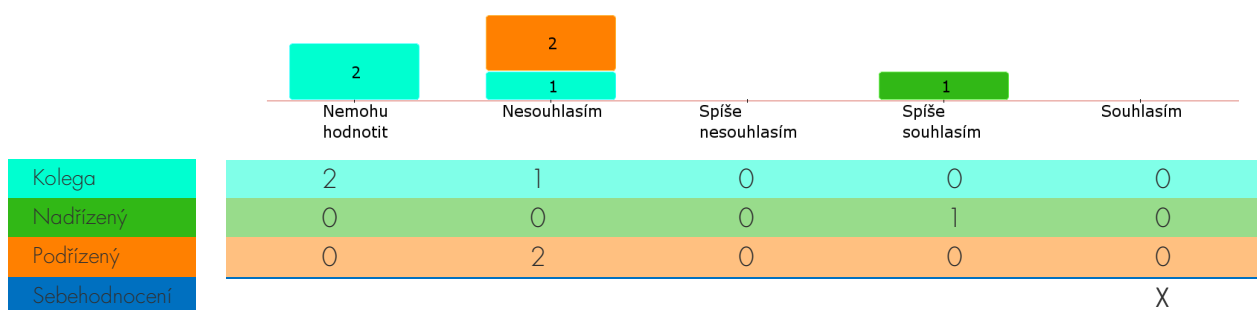 2
2
1
1
Nemohu hodnotit
Nesouhlasím
Spíše nesouhlasím
Spíše souhlasím
Souhlasím
Kolega 2 1 0 0 0
Nadřízený 0 0 0 1 0
Podřízený 0 2 0 0 0
Sebehodnocení X